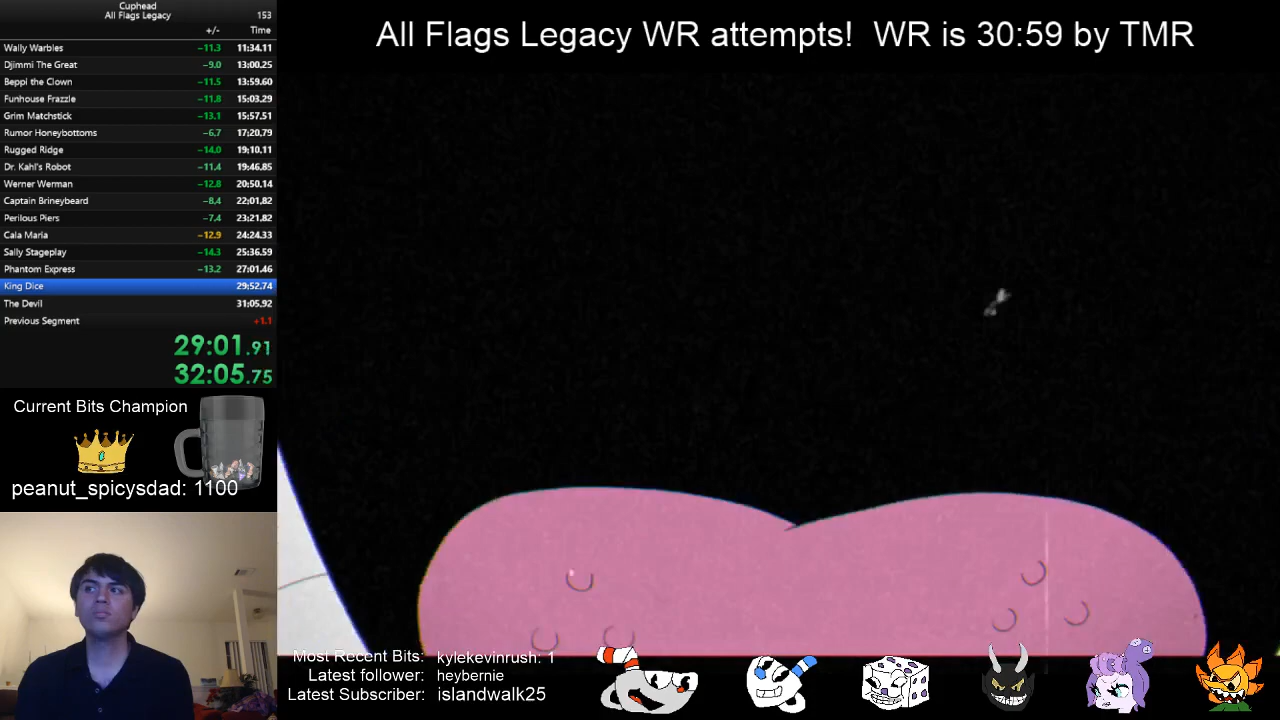 Cuphead
All Flags Legacy 153
+/- Time
Wally Warbles −11.3 11:34.11
Djimmi The Great −9.0 13:00.25
Beppi the Clown −11.5 13:59.60
Funhouse Frazzle −11.8 15:03.29
Grim Matchstick −13.1 15:57.51
Rumor Honeybottoms −6.7 17:20.79
Rugged Ridge −14.0 19:10.11
Dr. Kahl's Robot −11.4 19:46.85
Werner Werman −12.8 20:50.14
Captain Brineybeard −8.4 22:01.82
Perilous Piers −7.4 23:21.82
Cala Maria −12.9 24:24.33
Sally Stageplay −14.3 25:36.59
Phantom Express −13.2 27:01.46
King Dice 29:52.74
The Devil 31:05.92
Previous Segment +1.1
29:01.91
32:05.75
All Flags Legacy WR attempts! WR is 30:59 by TMR
Current Bits Champion
peanut_spicysdad: 1100
Most Recent Bits: kylekevinrush: 1
Latest follower: heybernie
Latest Subscriber: islandwalk25